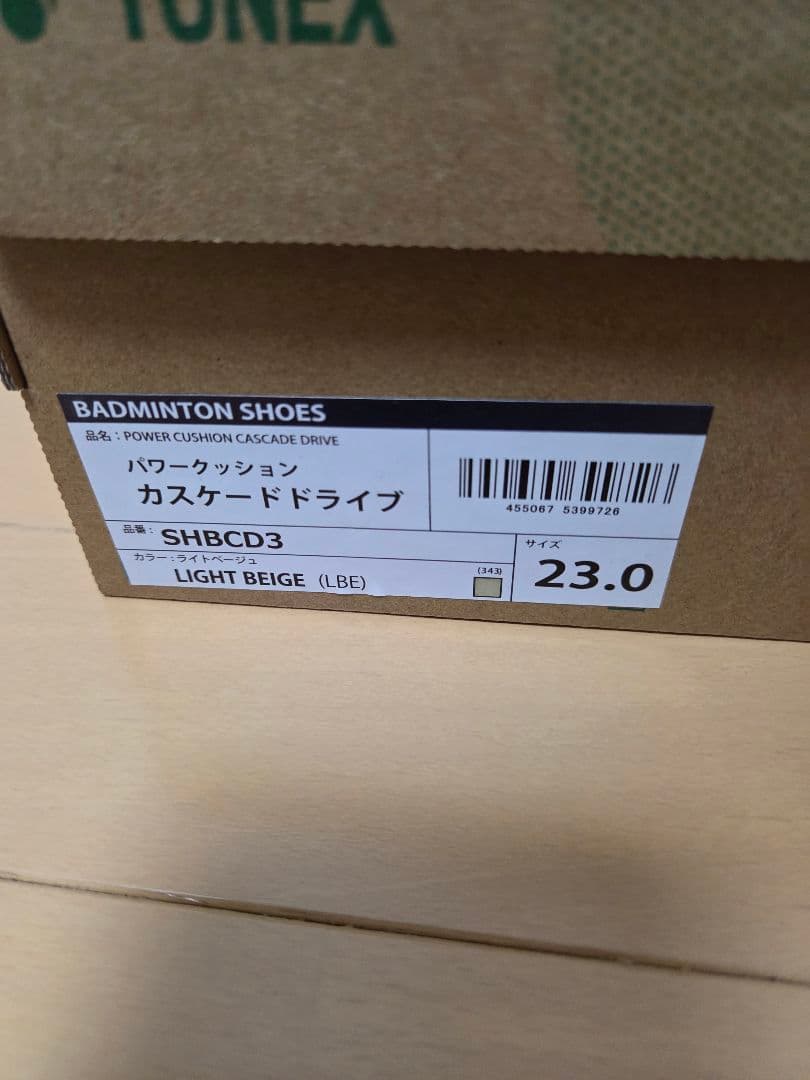 YONEX
BADMINTON SHOES
品名：POWER CUSHION CASCADE DRIVE
パワークッション
カスケードドライブ
455067 5399726
品番：SHBCD3
カラー：ライトベージュ
LIGHT BEIGE (LBE)
(343)
サイズ
23.0